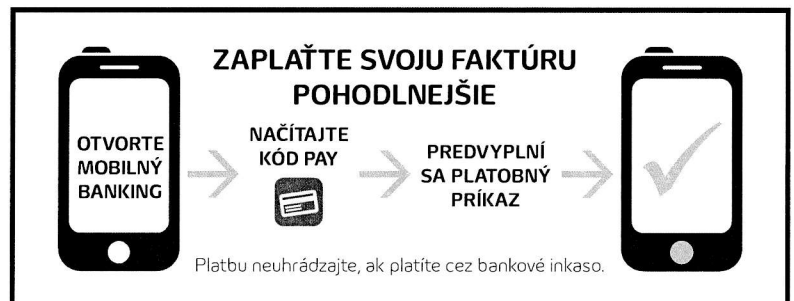 ZAPLAŤTE SVOJU FAKTÚRU
POHODLNEJŠIE
OTVORTE
MOBILNÝ
BANKING
NAČÍTAJTE
KÓD PAY
PREDVYPLNÍ
SA PLATOBNÝ
PRÍKAZ
Platbu neuhrádzajte, ak platíte cez bankové inkaso.